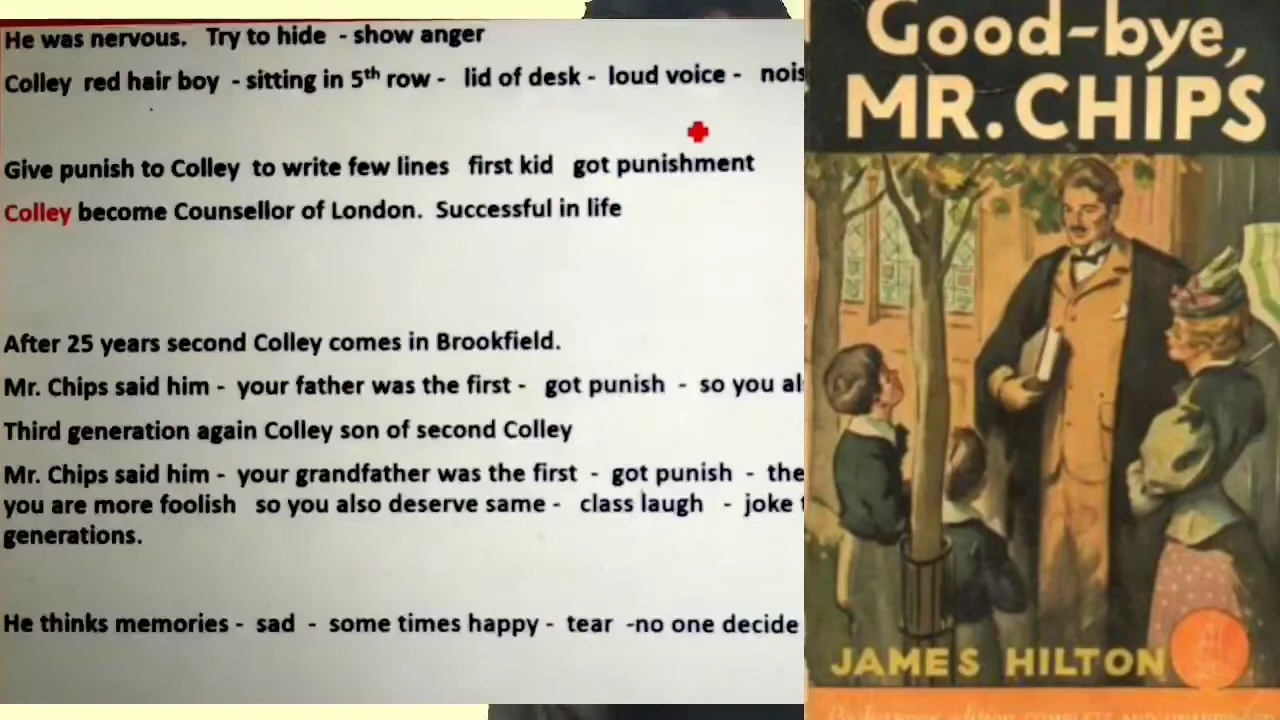 He was nervous. Try to hide - show anger
Colley red hair boy - sitting in 5th row - lid of desk - loud voice -
Give punish to Colley to write few lines first kid got punishment
Colley become Counsellor of London. Successful in life
After 25 years second Colley comes in Brookfield.
Mr. Chips said him - your father was the first - got punish - so you
Third generation again Colley son of second Colley
Mr. Chips said him - your grandfather was the first - got punish -
you are more foolish so you also deserve same - class laugh - joke
generations.
He thinks memories - sad - some times happy - tear -no one decide
Good-bye,
MR. CHIPS
JAMES HILTON